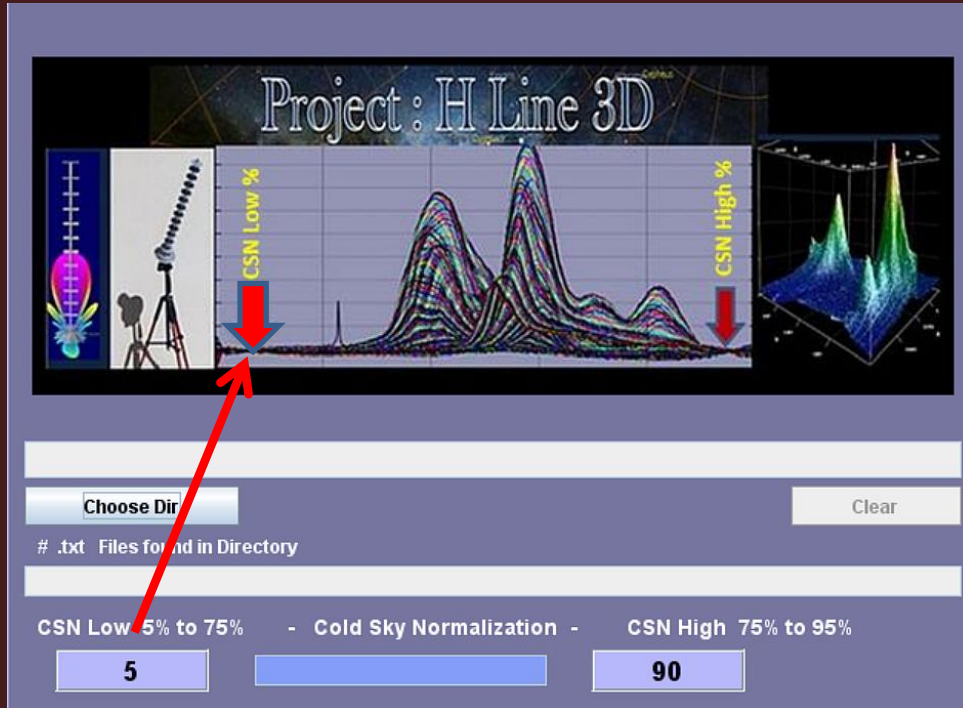 Project : H Line 3D
CSN Low %
CSN High %
Choose Dir
Clear
# .txt Files found in Directory
CSN Low 5% to 75% - Cold Sky Normalization - CSN High 75% to 95%
5
90